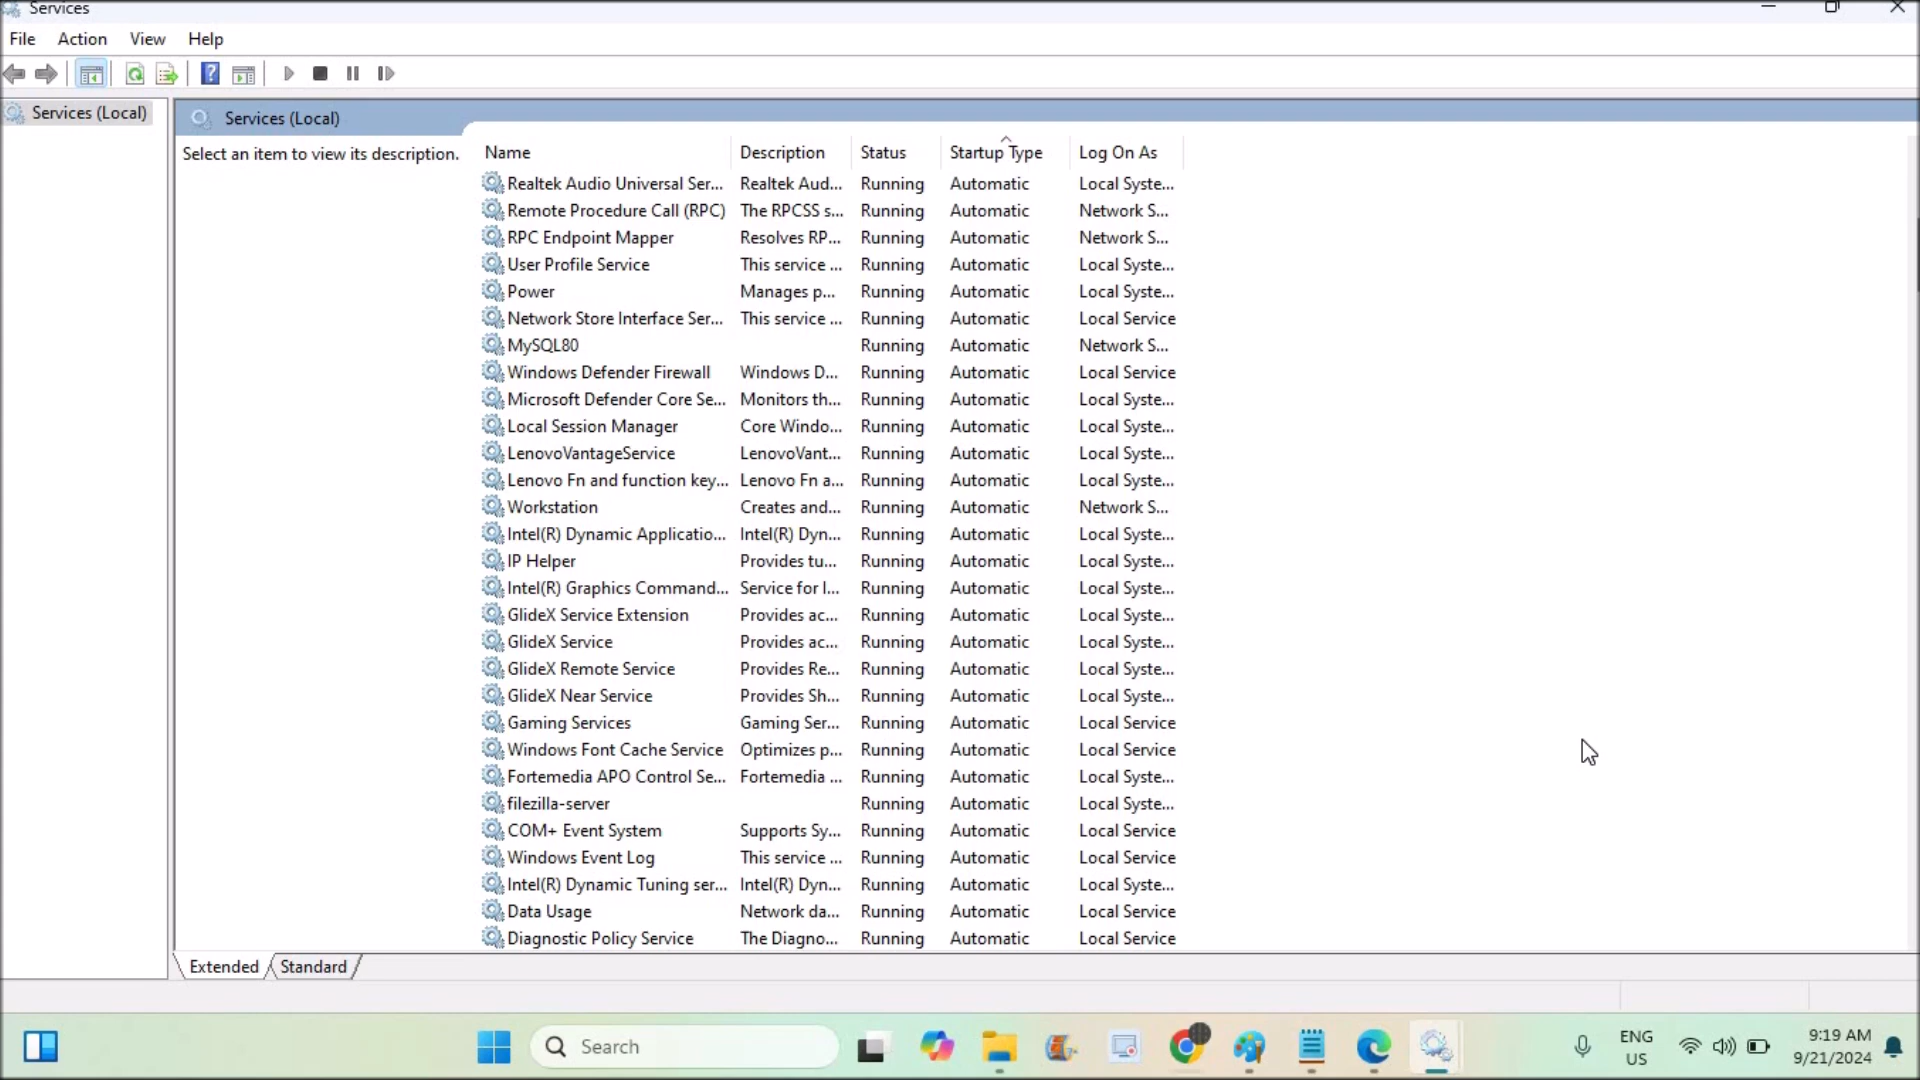 Services
File Action View Help
Services (Local)
Services (Local)
Select an item to view its description.
Name Description Status Startup Type Log On As
Realtek Audio Universal Ser... Realtek Aud... Running Automatic Local Syste...
Remote Procedure Call (RPC) The RPCSS s... Running Automatic Network S...
RPC Endpoint Mapper Resolves RP... Running Automatic Network S...
User Profile Service This service ... Running Automatic Local Syste...
Power Manages p... Running Automatic Local Syste...
Network Store Interface Ser... This service ... Running Automatic Local Service
MySQL80 Running Automatic Network S...
Windows Defender Firewall Windows D... Running Automatic Local Service
Microsoft Defender Core Se... Monitors th... Running Automatic Local Syste...
Local Session Manager Core Windo... Running Automatic Local Syste...
LenovoVantageService LenovoVant... Running Automatic Local Syste...
Lenovo Fn and function key... Lenovo Fn a... Running Automatic Local Syste...
Workstation Creates and... Running Automatic Network S...
Intel(R) Dynamic Applicatio... Intel(R) Dyn... Running Automatic Local Syste...
IP Helper Provides tu... Running Automatic Local Syste...
Intel(R) Graphics Command... Service for I... Running Automatic Local Syste...
GlideX Service Extension Provides ac... Running Automatic Local Syste...
GlideX Service Provides ac... Running Automatic Local Syste...
GlideX Remote Service Provides Re... Running Automatic Local Syste...
GlideX Near Service Provides Sh... Running Automatic Local Syste...
Gaming Services Gaming Ser... Running Automatic Local Service
Windows Font Cache Service Optimizes p... Running Automatic Local Service
Fortemedia APO Control Se... Fortemedia ... Running Automatic Local Syste...
filezilla-server Running Automatic Local Syste...
COM+ Event System Supports Sy... Running Automatic Local Service
Windows Event Log This service ... Running Automatic Local Service
Intel(R) Dynamic Tuning ser... Intel(R) Dyn... Running Automatic Local Syste...
Data Usage Network da... Running Automatic Local Service
Diagnostic Policy Service The Diagno... Running Automatic Local Service
Extended Standard
Search
ENG
US
9:19 AM
9/21/2024